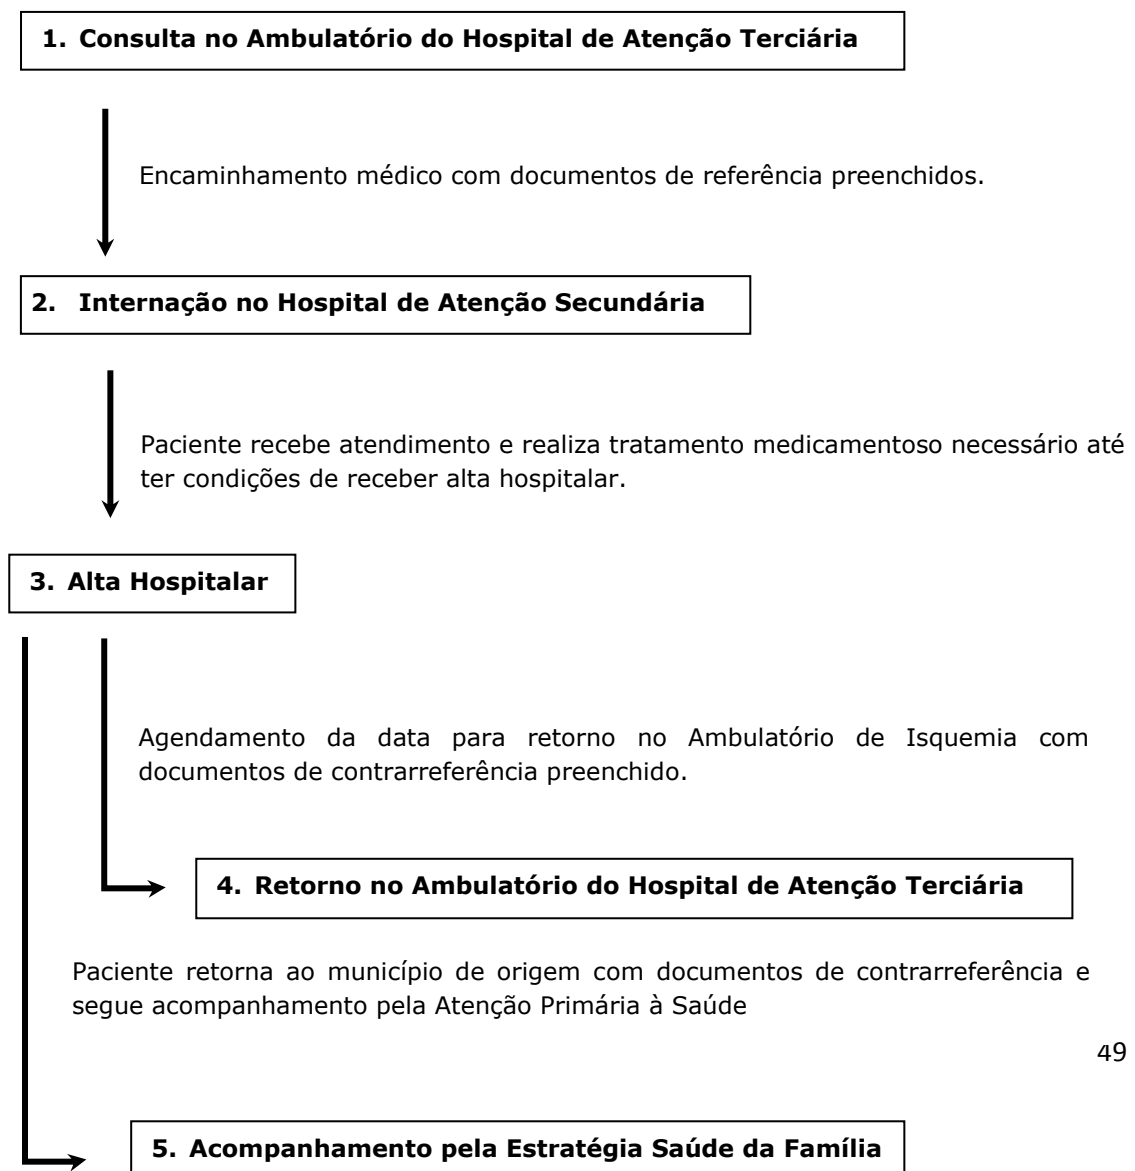 1. Consulta no Ambulatório do Hospital de Atenção Terciária
Encaminhamento médico com documentos de referência preenchidos.
2. Internação no Hospital de Atenção Secundária
Paciente recebe atendimento e realiza tratamento medicamentoso necessário até
ter condições de receber alta hospitalar.
3. Alta Hospitalar
Agendamento da data para retorno no Ambulatório de Isquemia com
documentos de contrarreferência preenchido.
4. Retorno no Ambulatório do Hospital de Atenção Terciária
Paciente retorna ao município de origem com documentos de contrarreferência e
segue acompanhamento pela Atenção Primária à Saúde
49
5. Acompanhamento pela Estratégia Saúde da Família